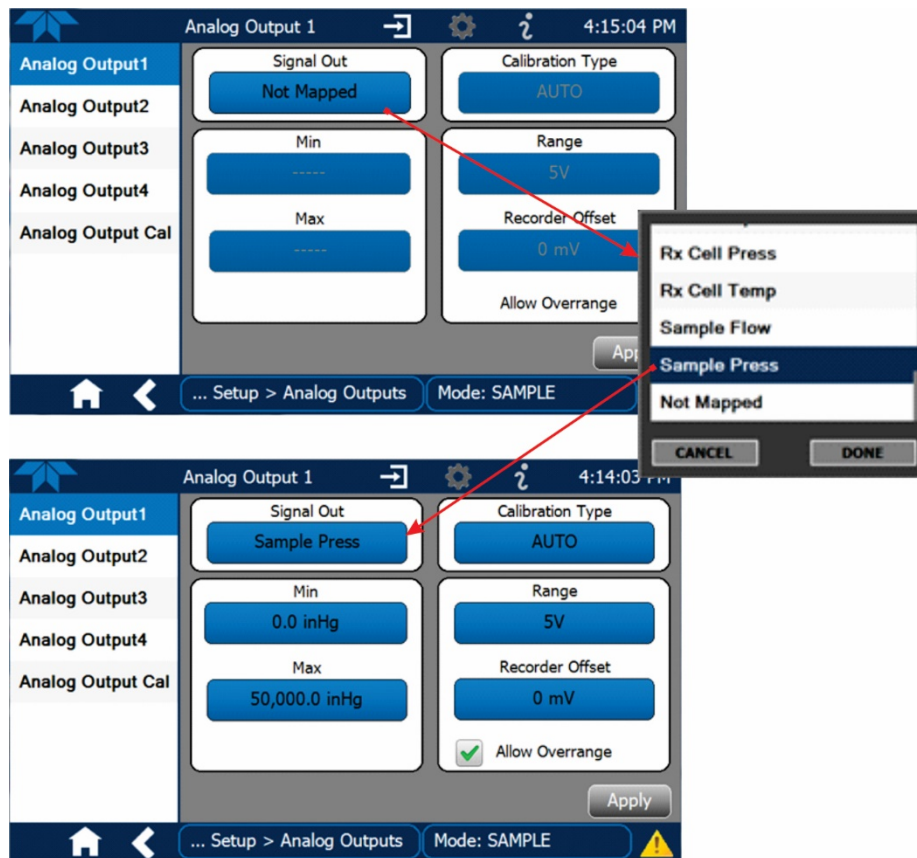 Analog Output 1
4:15:04 PM
Analog Output1
Analog Output2
Analog Output3
Analog Output4
Analog Output Cal
Signal Out
Not Mapped
Calibration Type
AUTO
Min
-----
Max
-----
Range
5V
Recorder Offset
0 mV
Allow Overrange
... Setup > Analog Outputs
Mode: SAMPLE
Rx Cell Press
Rx Cell Temp
Sample Flow
Sample Press
Not Mapped
CANCEL
DONE
Analog Output 1
4:14:03 PM
Analog Output1
Analog Output2
Analog Output3
Analog Output4
Analog Output Cal
Signal Out
Sample Press
Calibration Type
AUTO
Min
0.0 inHg
Max
50,000.0 inHg
Range
5V
Recorder Offset
0 mV
Allow Overrange
Apply
... Setup > Analog Outputs
Mode: SAMPLE